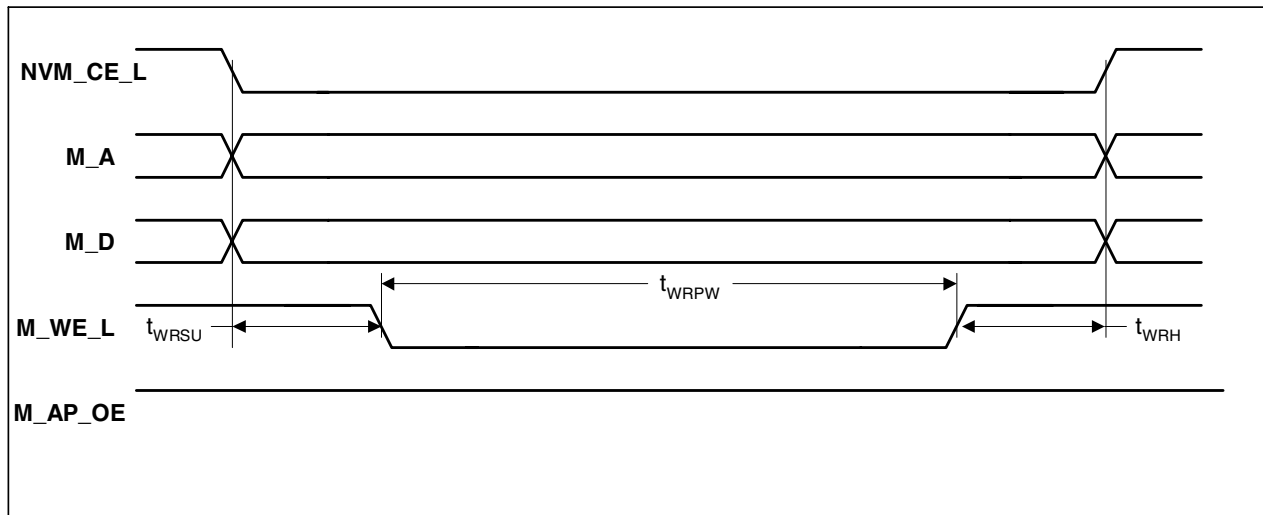 NVM_CE_L
M_A
M_D
tWRPW
M_WE_L
tWRSU
tWRH
M_AP_OE